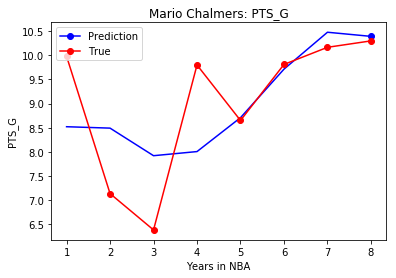 Mario Chalmers: PTS_G
Prediction
True
10.5
10.0
9.5
9.0
8.5
8.0
7.5
7.0
6.5
PTS_G
1 2 3 4 5 6 7 8
Years in NBA